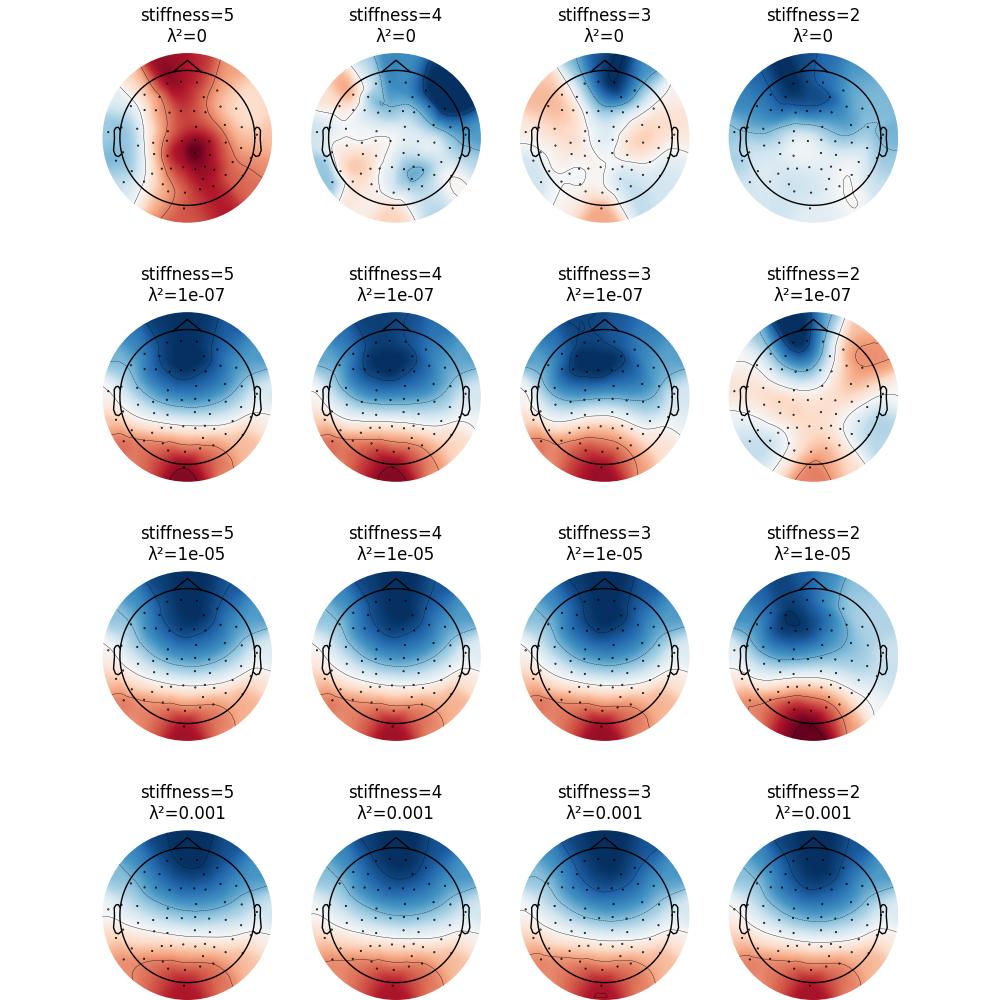 stiffness=5
λ²=0
stiffness=4
λ²=0
stiffness=3
λ²=0
stiffness=2
λ²=0
stiffness=5
λ²=1e-07
stiffness=4
λ²=1e-07
stiffness=3
λ²=1e-07
stiffness=2
λ²=1e-07
stiffness=5
λ²=1e-05
stiffness=4
λ²=1e-05
stiffness=3
λ²=1e-05
stiffness=2
λ²=1e-05
stiffness=5
λ²=0.001
stiffness=4
λ²=0.001
stiffness=3
λ²=0.001
stiffness=2
λ²=0.001